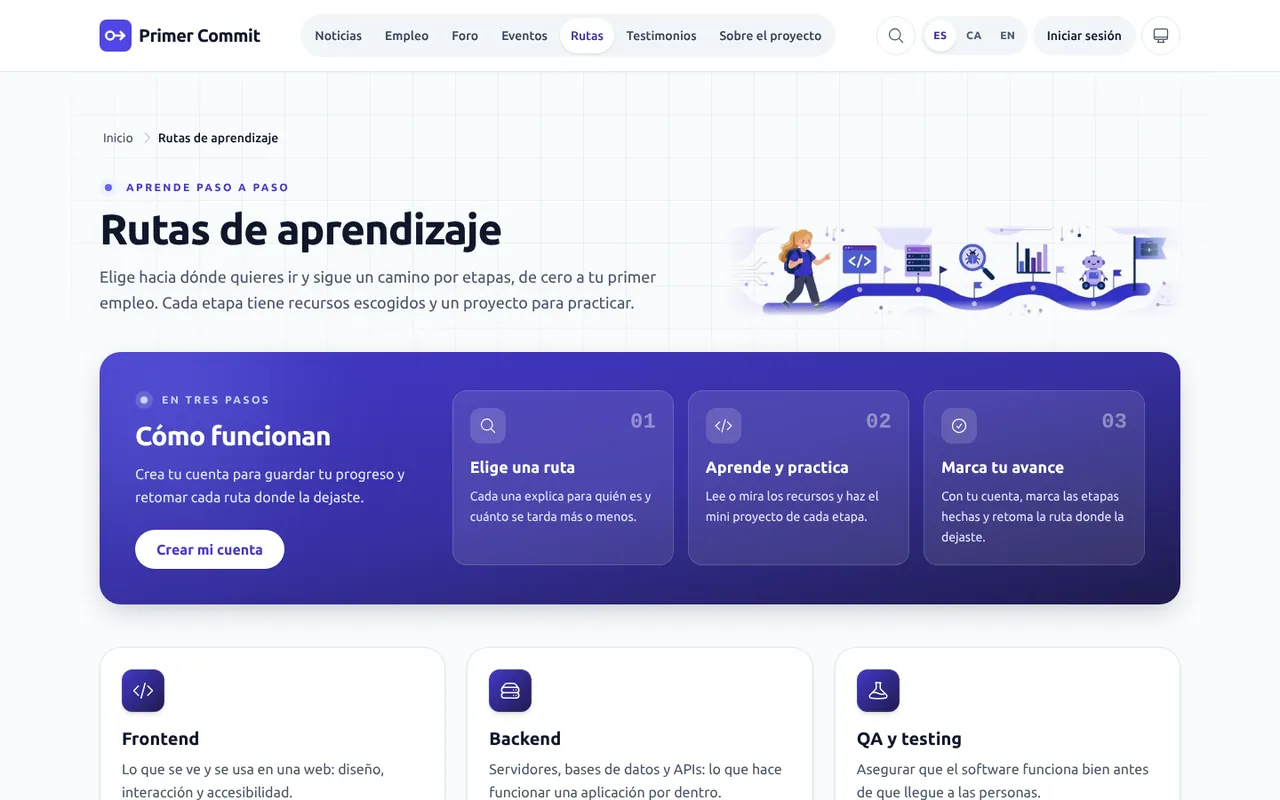 Primer Commit
Noticias
Empleo
Foro
Eventos
Rutas
Testimonios
Sobre el proyecto
ES
CA
EN
Iniciar sesión
Inicio
Rutas de aprendizaje
APRENDE PASO A PASO
Rutas de aprendizaje
Elige hacia dónde quieres ir y sigue un camino por etapas, de cero a tu primer
empleo. Cada etapa tiene recursos escogidos y un proyecto para practicar.
</>
EN TRES PASOS
Cómo funcionan
Crea tu cuenta para guardar tu progreso y
retomar cada ruta donde la dejaste.
Crear mi cuenta
01
Elige una ruta
Cada una explica para quién es y
cuánto se tarda más o menos.
02
Aprende y practica
Lee o mira los recursos y haz el
mini proyecto de cada etapa.
03
Marca tu avance
Con tu cuenta, marca las etapas
hechas y retoma la ruta donde la
dejaste.
Frontend
Lo que se ve y se usa en una web: diseño,
interacción y accesibilidad.
Backend
Servidores, bases de datos y APIs: lo que hace
funcionar una aplicación por dentro.
QA y testing
Asegurar que el software funciona bien antes
de que llegue a las personas.